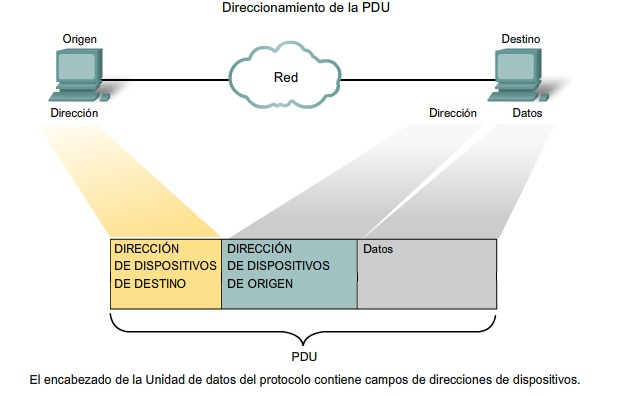 Direccionamiento de la PDU
Origen
Destino
Red
Dirección
Dirección
Datos
DIRECCIÓN
DE DISPOSITIVOS
DE DESTINO
DIRECCIÓN
DE DISPOSITIVOS
DE ORIGEN
Datos
PDU
El encabezado de la Unidad de datos del protocolo contiene campos de direcciones de dispositivos.